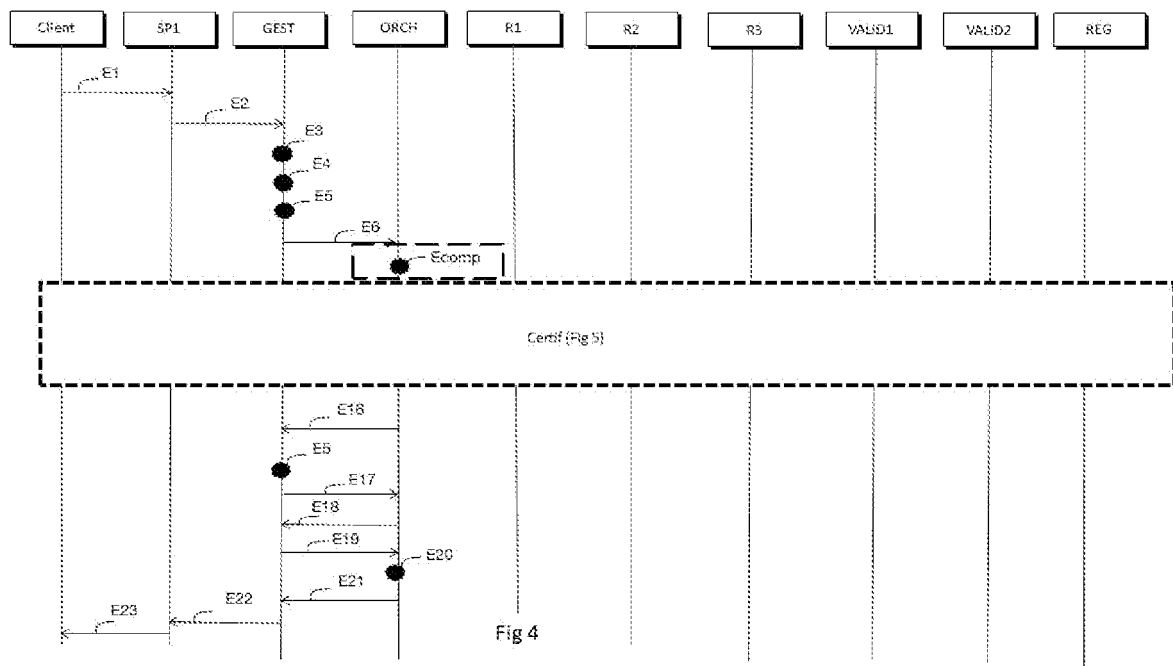 Client SP1 GEST ORCH R1 R2 R3 VALID1 VALID2 REG
E1
E2
E3
E4
E5
E6
Ecomp
Certif (Fig 5)
E16
E5
E17
E18
E19
E20
E21
E22
E23
Fig 4